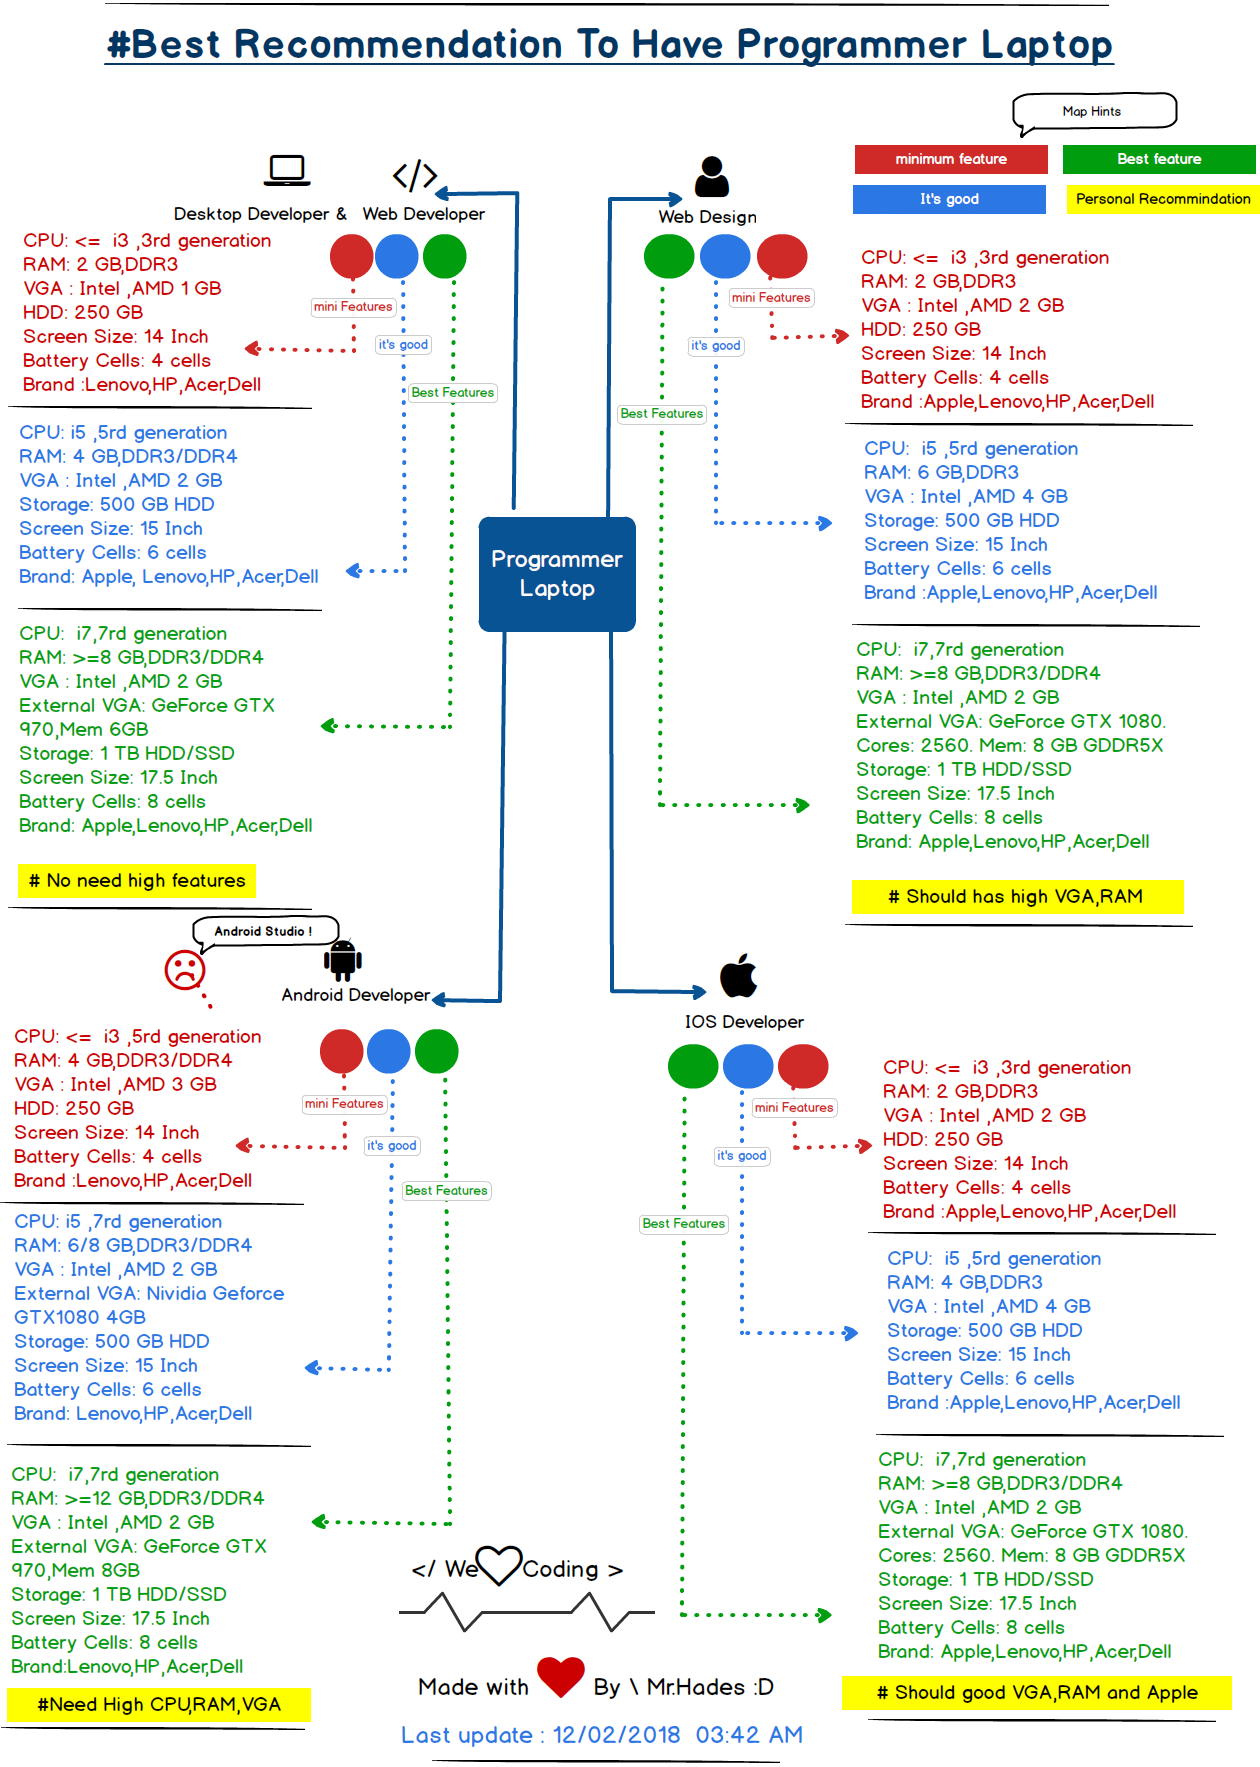 #Best Recommendation To Have Programmer Laptop
Map Hints
minimum feature
Best feature
It's good
Personal Recommindation
</>
Desktop Developer & Web Developer
CPU: <= i3 ,3rd generation
RAM: 2 GB,DDR3
VGA : Intel ,AMD 1 GB
HDD: 250 GB
Screen Size: 14 Inch
Battery Cells: 4 cells
Brand :Lenovo,HP,Acer,Dell
mini Features
it's good
Best Features
CPU: i5 ,5rd generation
RAM: 4 GB,DDR3/DDR4
VGA : Intel ,AMD 2 GB
Storage: 500 GB HDD
Screen Size: 15 Inch
Battery Cells: 6 cells
Brand: Apple, Lenovo,HP,Acer,Dell
CPU: i7,7rd generation
RAM: >=8 GB,DDR3/DDR4
VGA : Intel ,AMD 2 GB
External VGA: GeForce GTX
970,Mem 6GB
Storage: 1 TB HDD/SSD
Screen Size: 17.5 Inch
Battery Cells: 8 cells
Brand: Apple,Lenovo,HP,Acer,Dell
# No need high features
Web Design
mini Features
it's good
Best Features
CPU: <= i3 ,3rd generation
RAM: 2 GB,DDR3
VGA : Intel ,AMD 2 GB
HDD: 250 GB
Screen Size: 14 Inch
Battery Cells: 4 cells
Brand :Apple,Lenovo,HP,Acer,Dell
CPU: i5 ,5rd generation
RAM: 6 GB,DDR3
VGA : Intel ,AMD 4 GB
Storage: 500 GB HDD
Screen Size: 15 Inch
Battery Cells: 6 cells
Brand :Apple,Lenovo,HP,Acer,Dell
CPU: i7,7rd generation
RAM: >=8 GB,DDR3/DDR4
VGA : Intel ,AMD 2 GB
External VGA: GeForce GTX 1080.
Cores: 2560. Mem: 8 GB GDDR5X
Storage: 1 TB HDD/SSD
Screen Size: 17.5 Inch
Battery Cells: 8 cells
Brand: Apple,Lenovo,HP,Acer,Dell
# Should has high VGA,RAM
Programmer
Laptop
Android Studio !
Android Developer
CPU: <= i3 ,5rd generation
RAM: 4 GB,DDR3/DDR4
VGA : Intel ,AMD 3 GB
HDD: 250 GB
Screen Size: 14 Inch
Battery Cells: 4 cells
Brand :Lenovo,HP,Acer,Dell
mini Features
it's good
Best Features
CPU: i5 ,7rd generation
RAM: 6/8 GB,DDR3/DDR4
VGA : Intel ,AMD 2 GB
External VGA: Nividia Geforce
GTX1080 4GB
Storage: 500 GB HDD
Screen Size: 15 Inch
Battery Cells: 6 cells
Brand: Lenovo,HP,Acer,Dell
CPU: i7,7rd generation
RAM: >=12 GB,DDR3/DDR4
VGA : Intel ,AMD 2 GB
External VGA: GeForce GTX
970,Mem 8GB
Storage: 1 TB HDD/SSD
Screen Size: 17.5 Inch
Battery Cells: 8 cells
Brand:Lenovo,HP,Acer,Dell
#Need High CPU,RAM,VGA
IOS Developer
mini Features
it's good
Best Features
CPU: <= i3 ,3rd generation
RAM: 2 GB,DDR3
VGA : Intel ,AMD 2 GB
HDD: 250 GB
Screen Size: 14 Inch
Battery Cells: 4 cells
Brand :Apple,Lenovo,HP,Acer,Dell
CPU: i5 ,5rd generation
RAM: 4 GB,DDR3
VGA : Intel ,AMD 4 GB
Storage: 500 GB HDD
Screen Size: 15 Inch
Battery Cells: 6 cells
Brand :Apple,Lenovo,HP,Acer,Dell
CPU: i7,7rd generation
RAM: >=8 GB,DDR3/DDR4
VGA : Intel ,AMD 2 GB
External VGA: GeForce GTX 1080.
Cores: 2560. Mem: 8 GB GDDR5X
Storage: 1 TB HDD/SSD
Screen Size: 17.5 Inch
Battery Cells: 8 cells
Brand: Apple,Lenovo,HP,Acer,Dell
# Should good VGA,RAM and Apple
</ We Coding >
Made with By \ Mr.Hades :D
Last update : 12/02/2018 03:42 AM